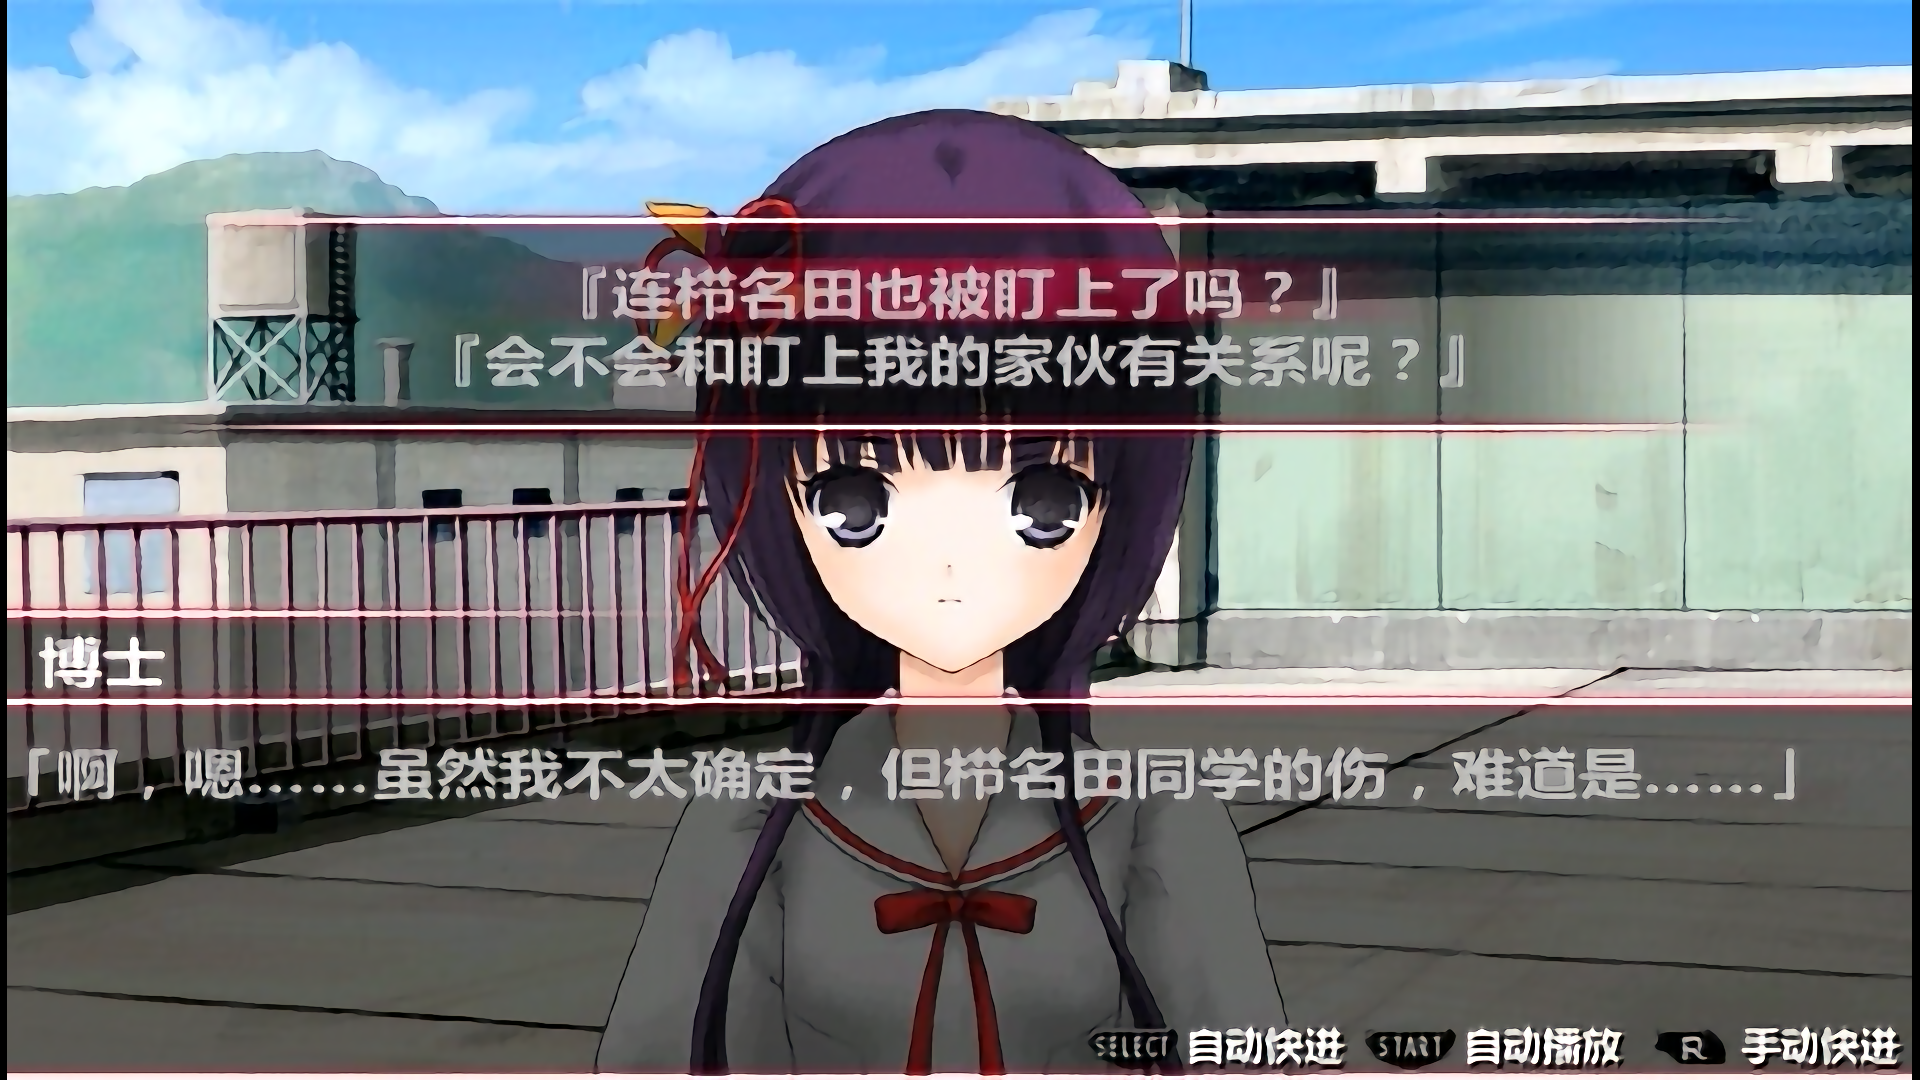 『连栉名田也被盯上了吗？』
『会不会和盯上我的家伙有关系呢？』
博士
「啊，嗯……虽然我不太确定，但栉名田同学的伤，难道是……」
SELECT 自动快进 START 自动播放 R 手动快进